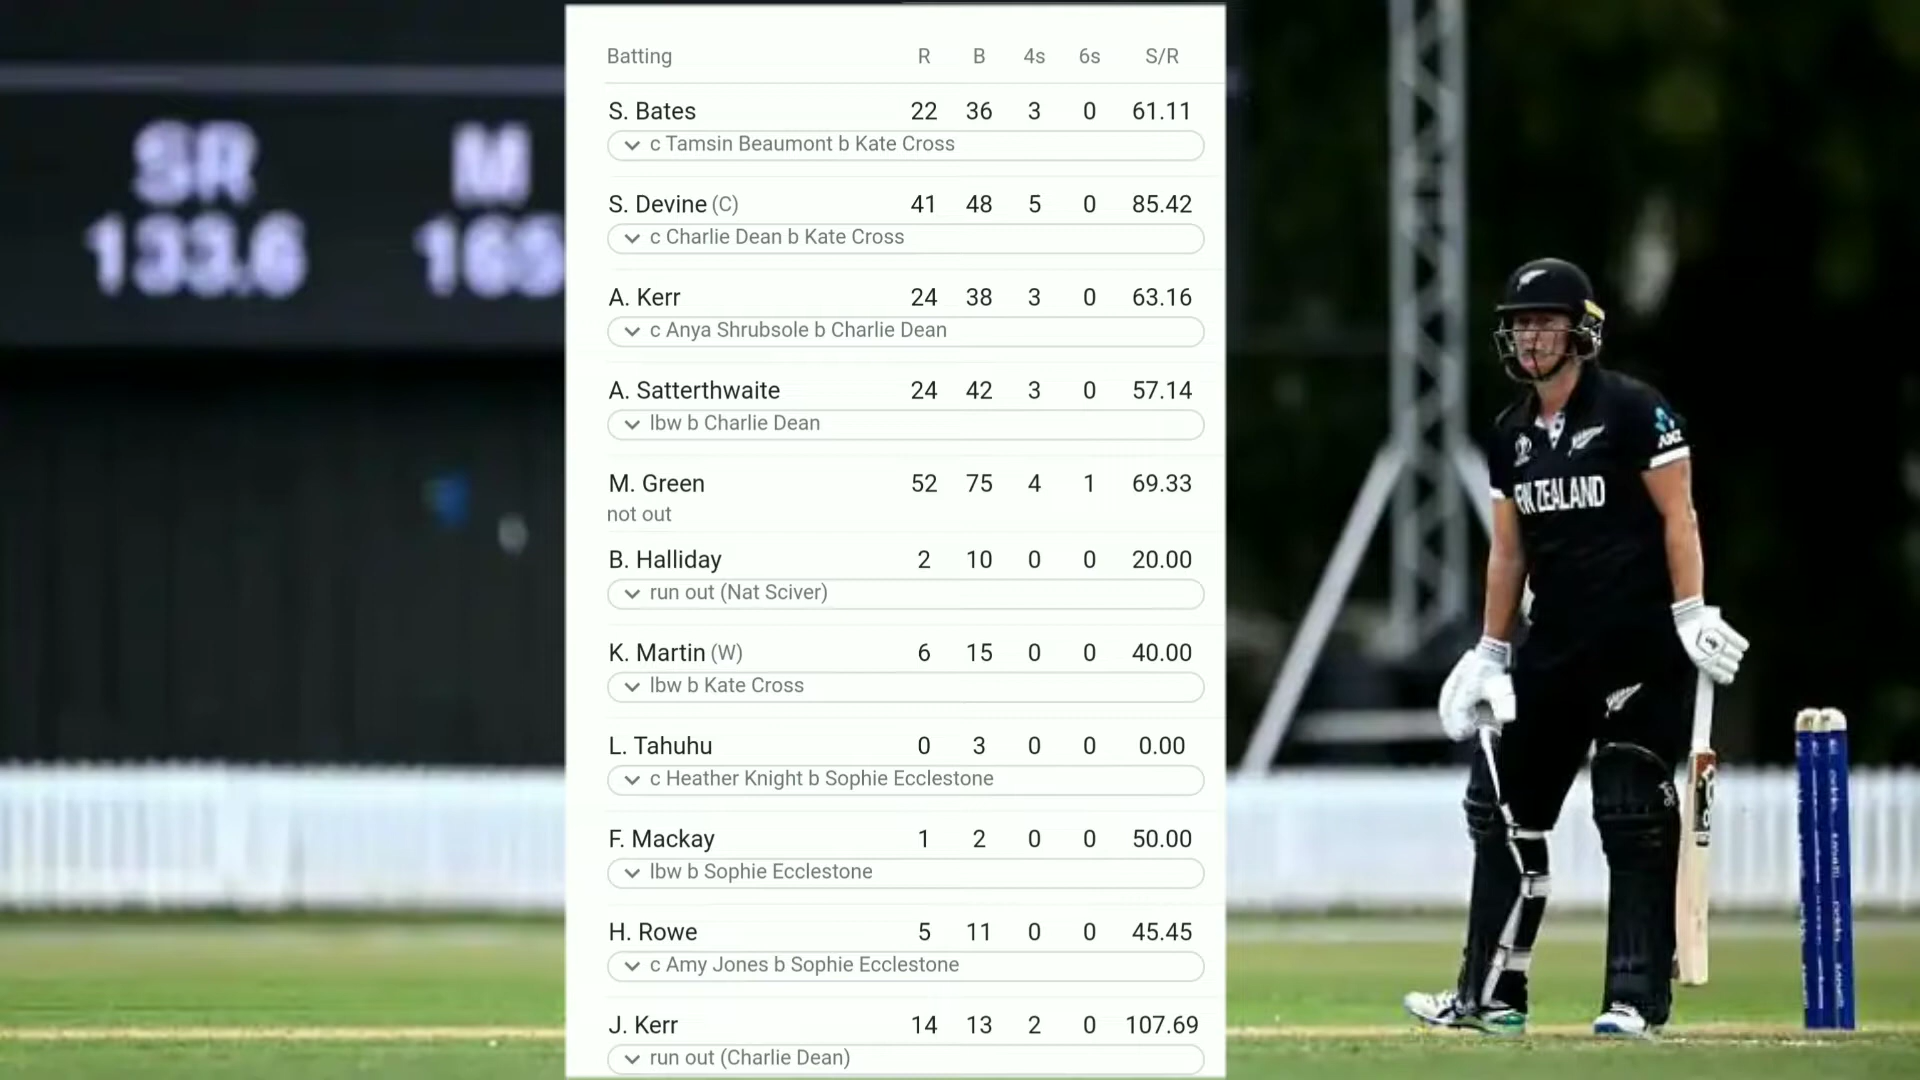 SR M
133.6 169
Batting R B 4s 6s S/R
S. Bates 22 36 3 0 61.11
c Tamsin Beaumont b Kate Cross
S. Devine (C) 41 48 5 0 85.42
c Charlie Dean b Kate Cross
A. Kerr 24 38 3 0 63.16
c Anya Shrubsole b Charlie Dean
A. Satterthwaite 24 42 3 0 57.14
lbw b Charlie Dean
M. Green 52 75 4 1 69.33
not out
B. Halliday 2 10 0 0 20.00
run out (Nat Sciver)
K. Martin (W) 6 15 0 0 40.00
lbw b Kate Cross
L. Tahuhu 0 3 0 0 0.00
c Heather Knight b Sophie Ecclestone
F. Mackay 1 2 0 0 50.00
lbw b Sophie Ecclestone
H. Rowe 5 11 0 0 45.45
c Amy Jones b Sophie Ecclestone
J. Kerr 14 13 2 0 107.69
run out (Charlie Dean)
ANZ
ZEALAND